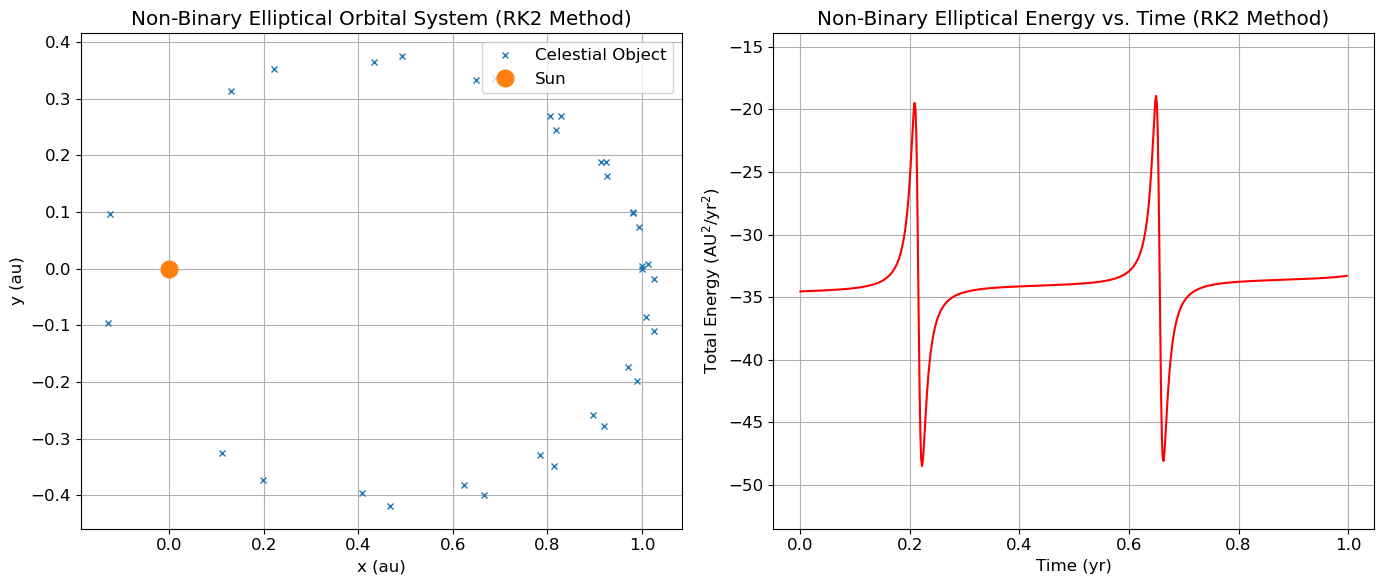 Non-Binary Elliptical Orbital System (RK2 Method)
0.4
0.3
0.2
0.1
0.0
−0.1
−0.2
−0.3
−0.4
y (au)
Celestial Object
Sun
0.0 0.2 0.4 0.6 0.8 1.0
x (au)
Non-Binary Elliptical Energy vs. Time (RK2 Method)
−15
−20
−25
−30
−35
−40
−45
−50
Total Energy (AU²/yr²)
0.0 0.2 0.4 0.6 0.8 1.0
Time (yr)